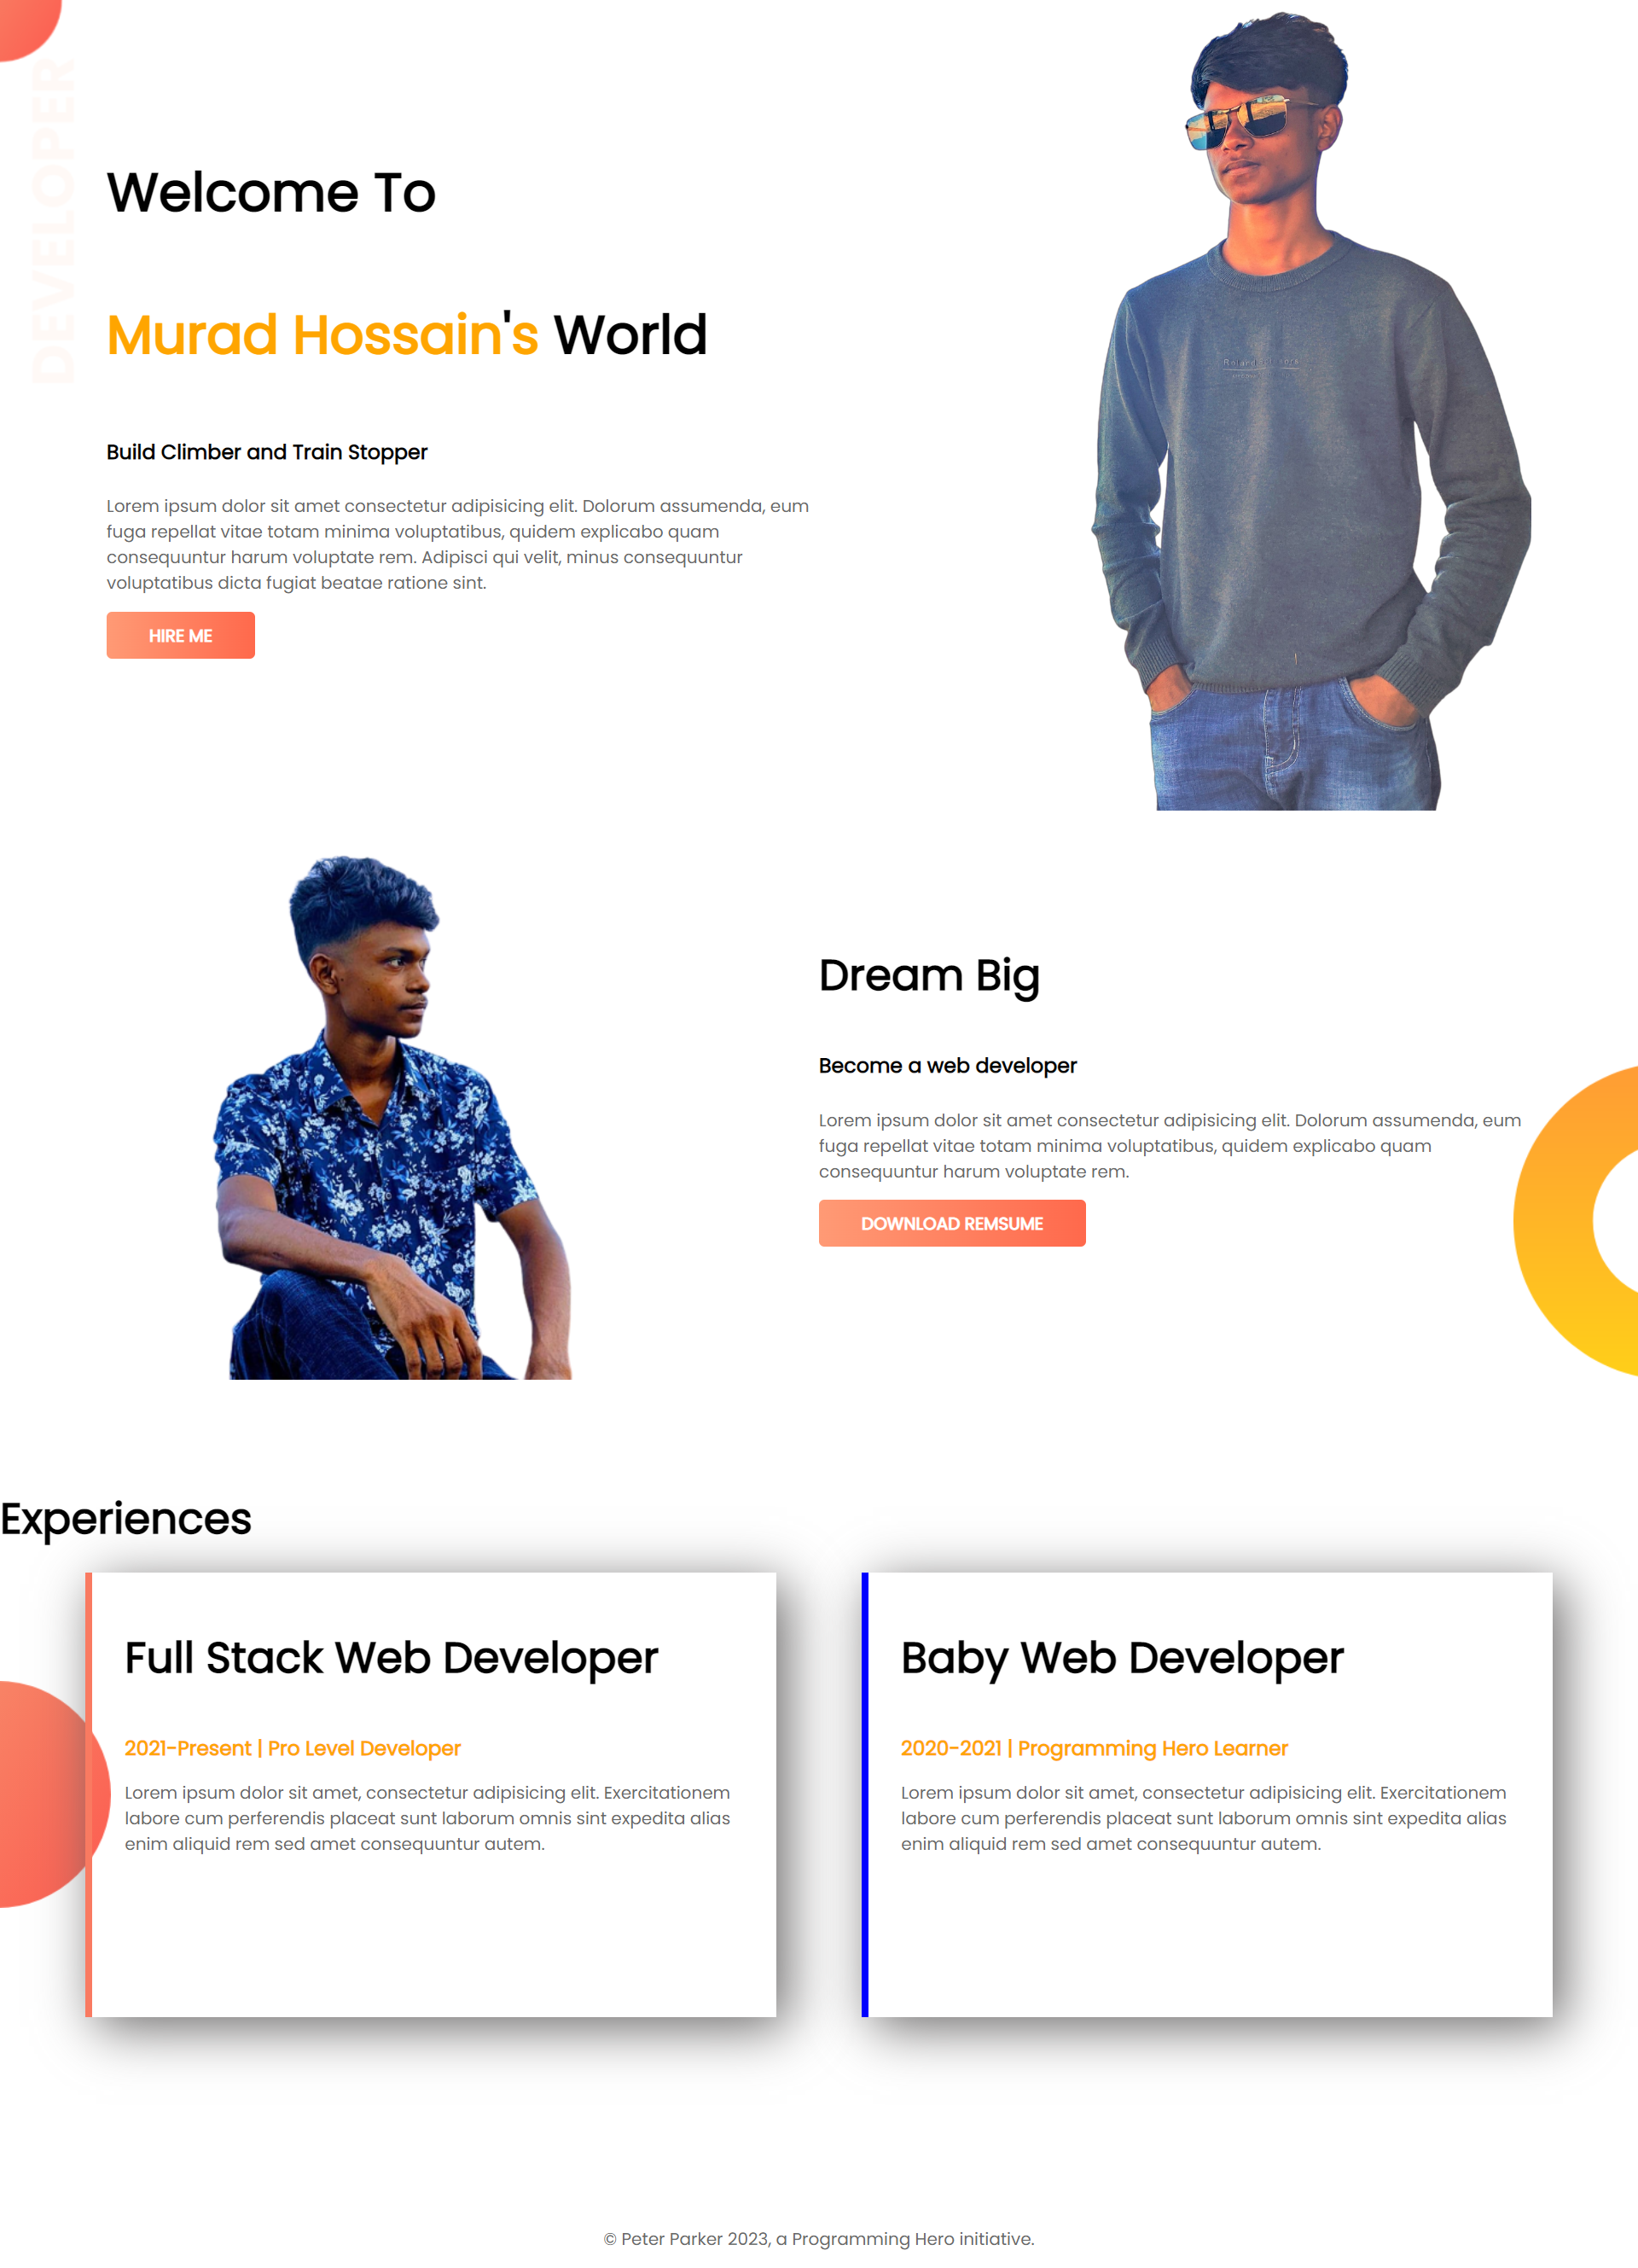 DEVELOPER
Welcome To
Murad Hossain's World
Build Climber and Train Stopper
Lorem ipsum dolor sit amet consectetur adipisicing elit. Dolorum assumenda, eum
fuga repellat vitae totam minima voluptatibus, quidem explicabo quam
consequuntur harum voluptate rem. Adipisci qui velit, minus consequuntur
voluptatibus dicta fugiat beatae ratione sint.
HIRE ME
Dream Big
Become a web developer
Lorem ipsum dolor sit amet consectetur adipisicing elit. Dolorum assumenda, eum
fuga repellat vitae totam minima voluptatibus, quidem explicabo quam
consequuntur harum voluptate rem.
DOWNLOAD REMSUME
Experiences
Full Stack Web Developer
2021-Present | Pro Level Developer
Lorem ipsum dolor sit amet, consectetur adipisicing elit. Exercitationem
labore cum perferendis placeat sunt laborum omnis sint expedita alias
enim aliquid rem sed amet consequuntur autem.
Baby Web Developer
2020-2021 | Programming Hero Learner
Lorem ipsum dolor sit amet, consectetur adipisicing elit. Exercitationem
labore cum perferendis placeat sunt laborum omnis sint expedita alias
enim aliquid rem sed amet consequuntur autem.
© Peter Parker 2023, a Programming Hero initiative.